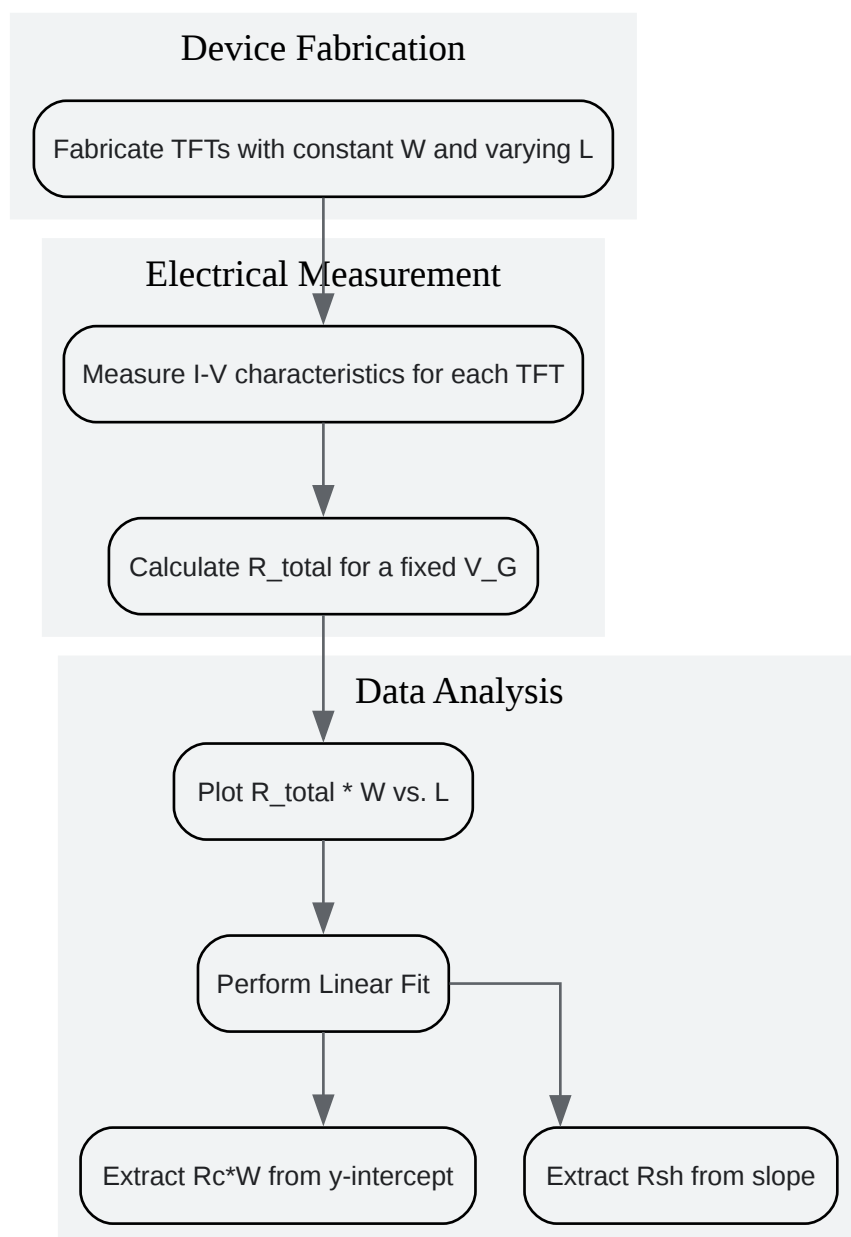 Device Fabrication
Fabricate TFTs with constant W and varying L
Electrical Measurement
Measure I-V characteristics for each TFT
Calculate R_total for a fixed V_G
Data Analysis
Plot R_total * W vs. L
Perform Linear Fit
Extract Rc*W from y-intercept
Extract Rsh from slope